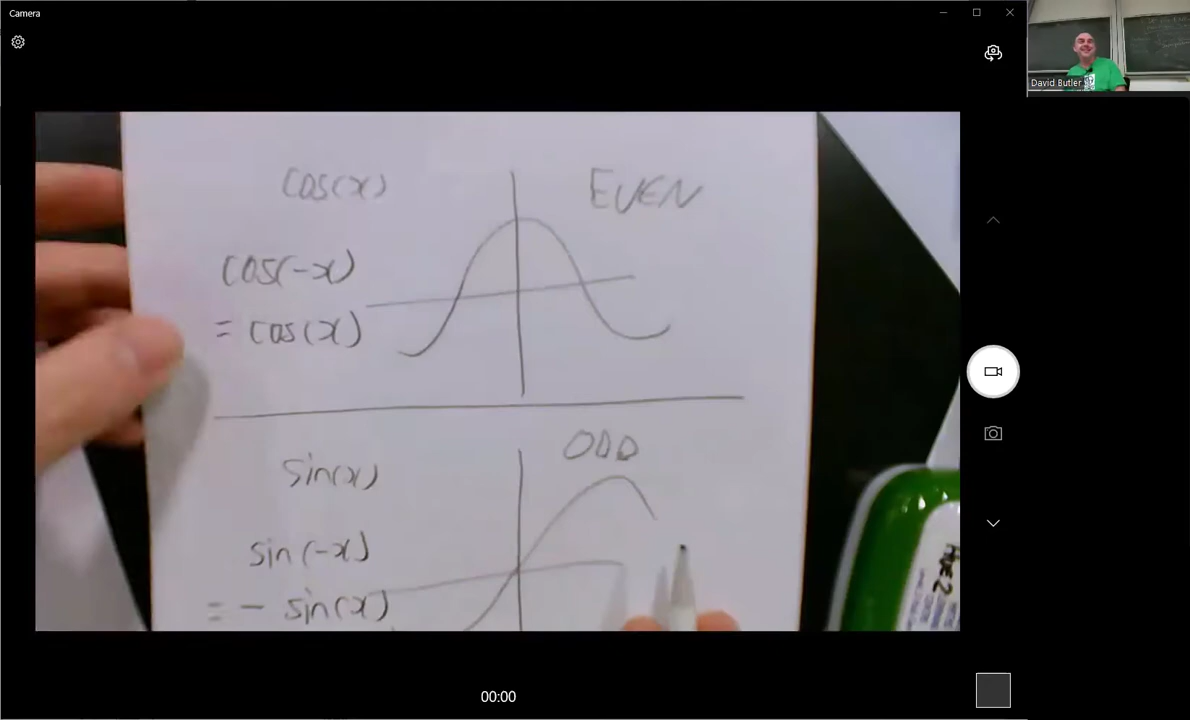 Camera
David Butler
cos(x)
EVEN
cos(-x)
= cos(x)
sin(x)
ODD
sin(-x)
= - sin(x)
00:00